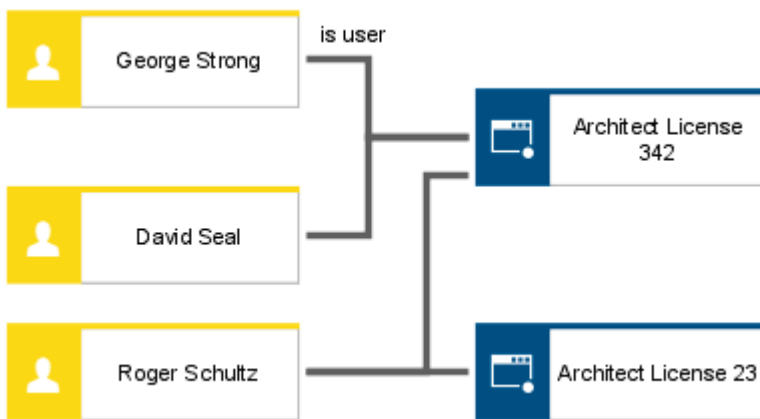 is user
George Strong
Architect License
342
David Seal
Roger Schultz
Architect License 23